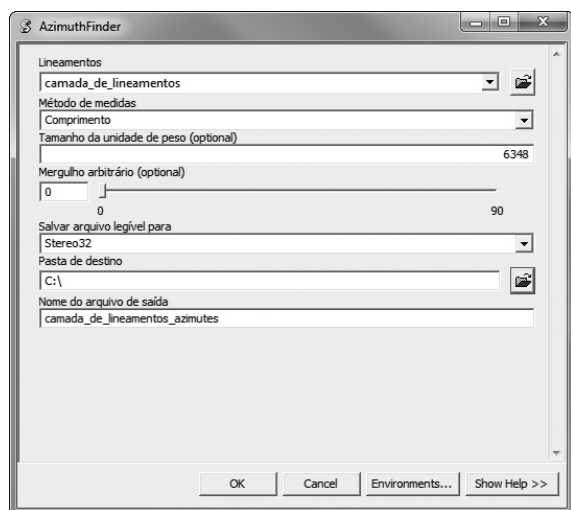 AzimuthFinder
Lineamentos
camada_de_lineamentos
Método de medidas
Comprimento
Tamanho da unidade de peso (optional)
6348
Mergulho arbitrário (optional)
0
0 90
Salvar arquivo legível para
Stereo32
Pasta de destino
C:\
Nome do arquivo de saída
camada_de_lineamentos_azimutes
OK Cancel Environments... Show Help >>